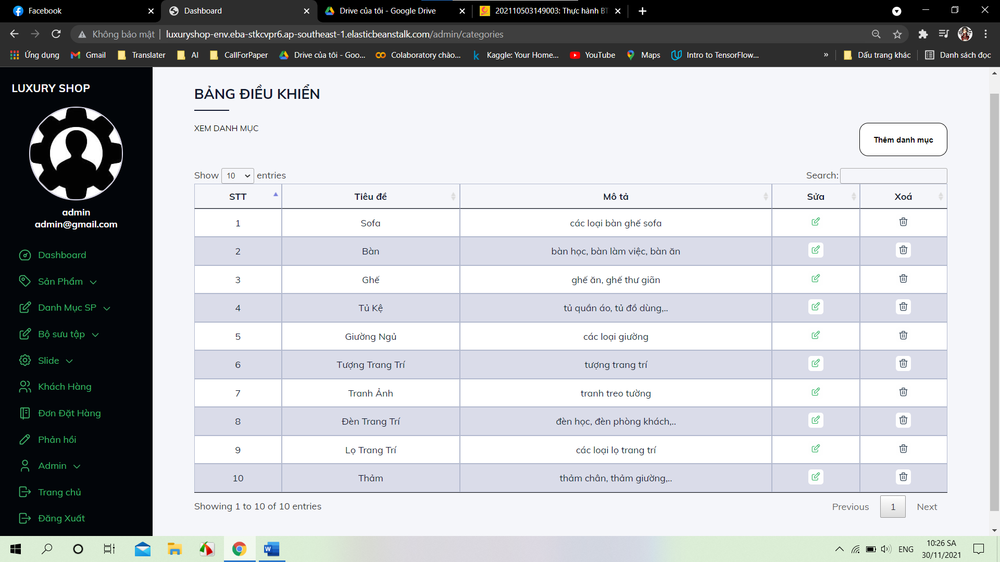 Facebook
Dashboard
Drive của tôi - Google Drive
202110503149003: Thực hành BT
Không bảo mật
luxuryshop-env.eba-stkcvpr6.ap-southeast-1.elasticbeanstalk.com/admin/categories
Ứng dụng
Gmail
Translater
AI
CallForPaper
Drive của tôi - Goo...
Colaboratory chào...
Kaggle: Your Home...
YouTube
Maps
Intro to TensorFlow...
»
Dấu trang khác
Danh sách đọc
LUXURY SHOP
admin
admin@gmail.com
Dashboard
Sản Phẩm
Danh Mục SP
Bộ sưu tập
Slide
Khách Hàng
Đơn Đặt Hàng
Phản hồi
Admin
Trang chủ
Đăng Xuất
BẢNG ĐIỀU KHIỂN
XEM DANH MỤC
Thêm danh mục
Show 10 entries
Search:
STT Tiêu đề Mô tả Sửa Xoá
1 Sofa các loại bàn ghế sofa
2 Bàn bàn học, bàn làm việc, bàn ăn
3 Ghế ghế ăn, ghế thư giãn
4 Tủ Kệ tủ quần áo, tủ đồ dùng,..
5 Giường Ngủ các loại giường
6 Tượng Trang Trí tượng trang trí
7 Tranh Ảnh tranh treo tường
8 Đèn Trang Trí đèn học, đèn phòng khách,..
9 Lọ Trang Trí các loại lọ trang trí
10 Thảm thảm chân, thảm giường,..
Showing 1 to 10 of 10 entries
Previous 1 Next
ENG
10:26 SA
30/11/2021